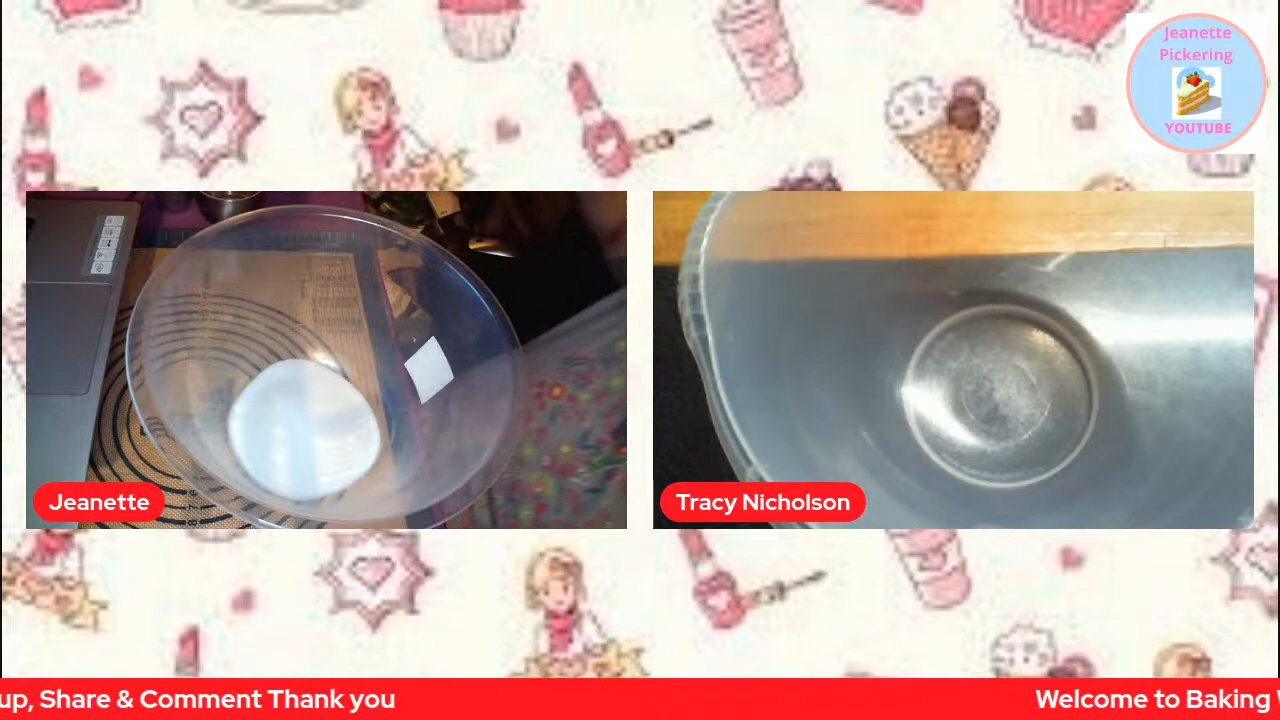 Jeanette
Pickering
YOUTUBE
Jeanette
Tracy Nicholson
up, Share & Comment Thank you
Welcome to Baking